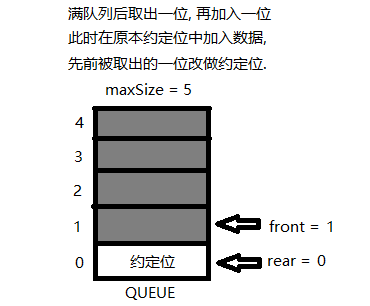 满队列后取出一位, 再加入一位
此时在原本约定位中加入数据,
先前被取出的一位改做约定位.
maxSize = 5
4
3
2
1
front = 1
0
约定位
rear = 0
QUEUE